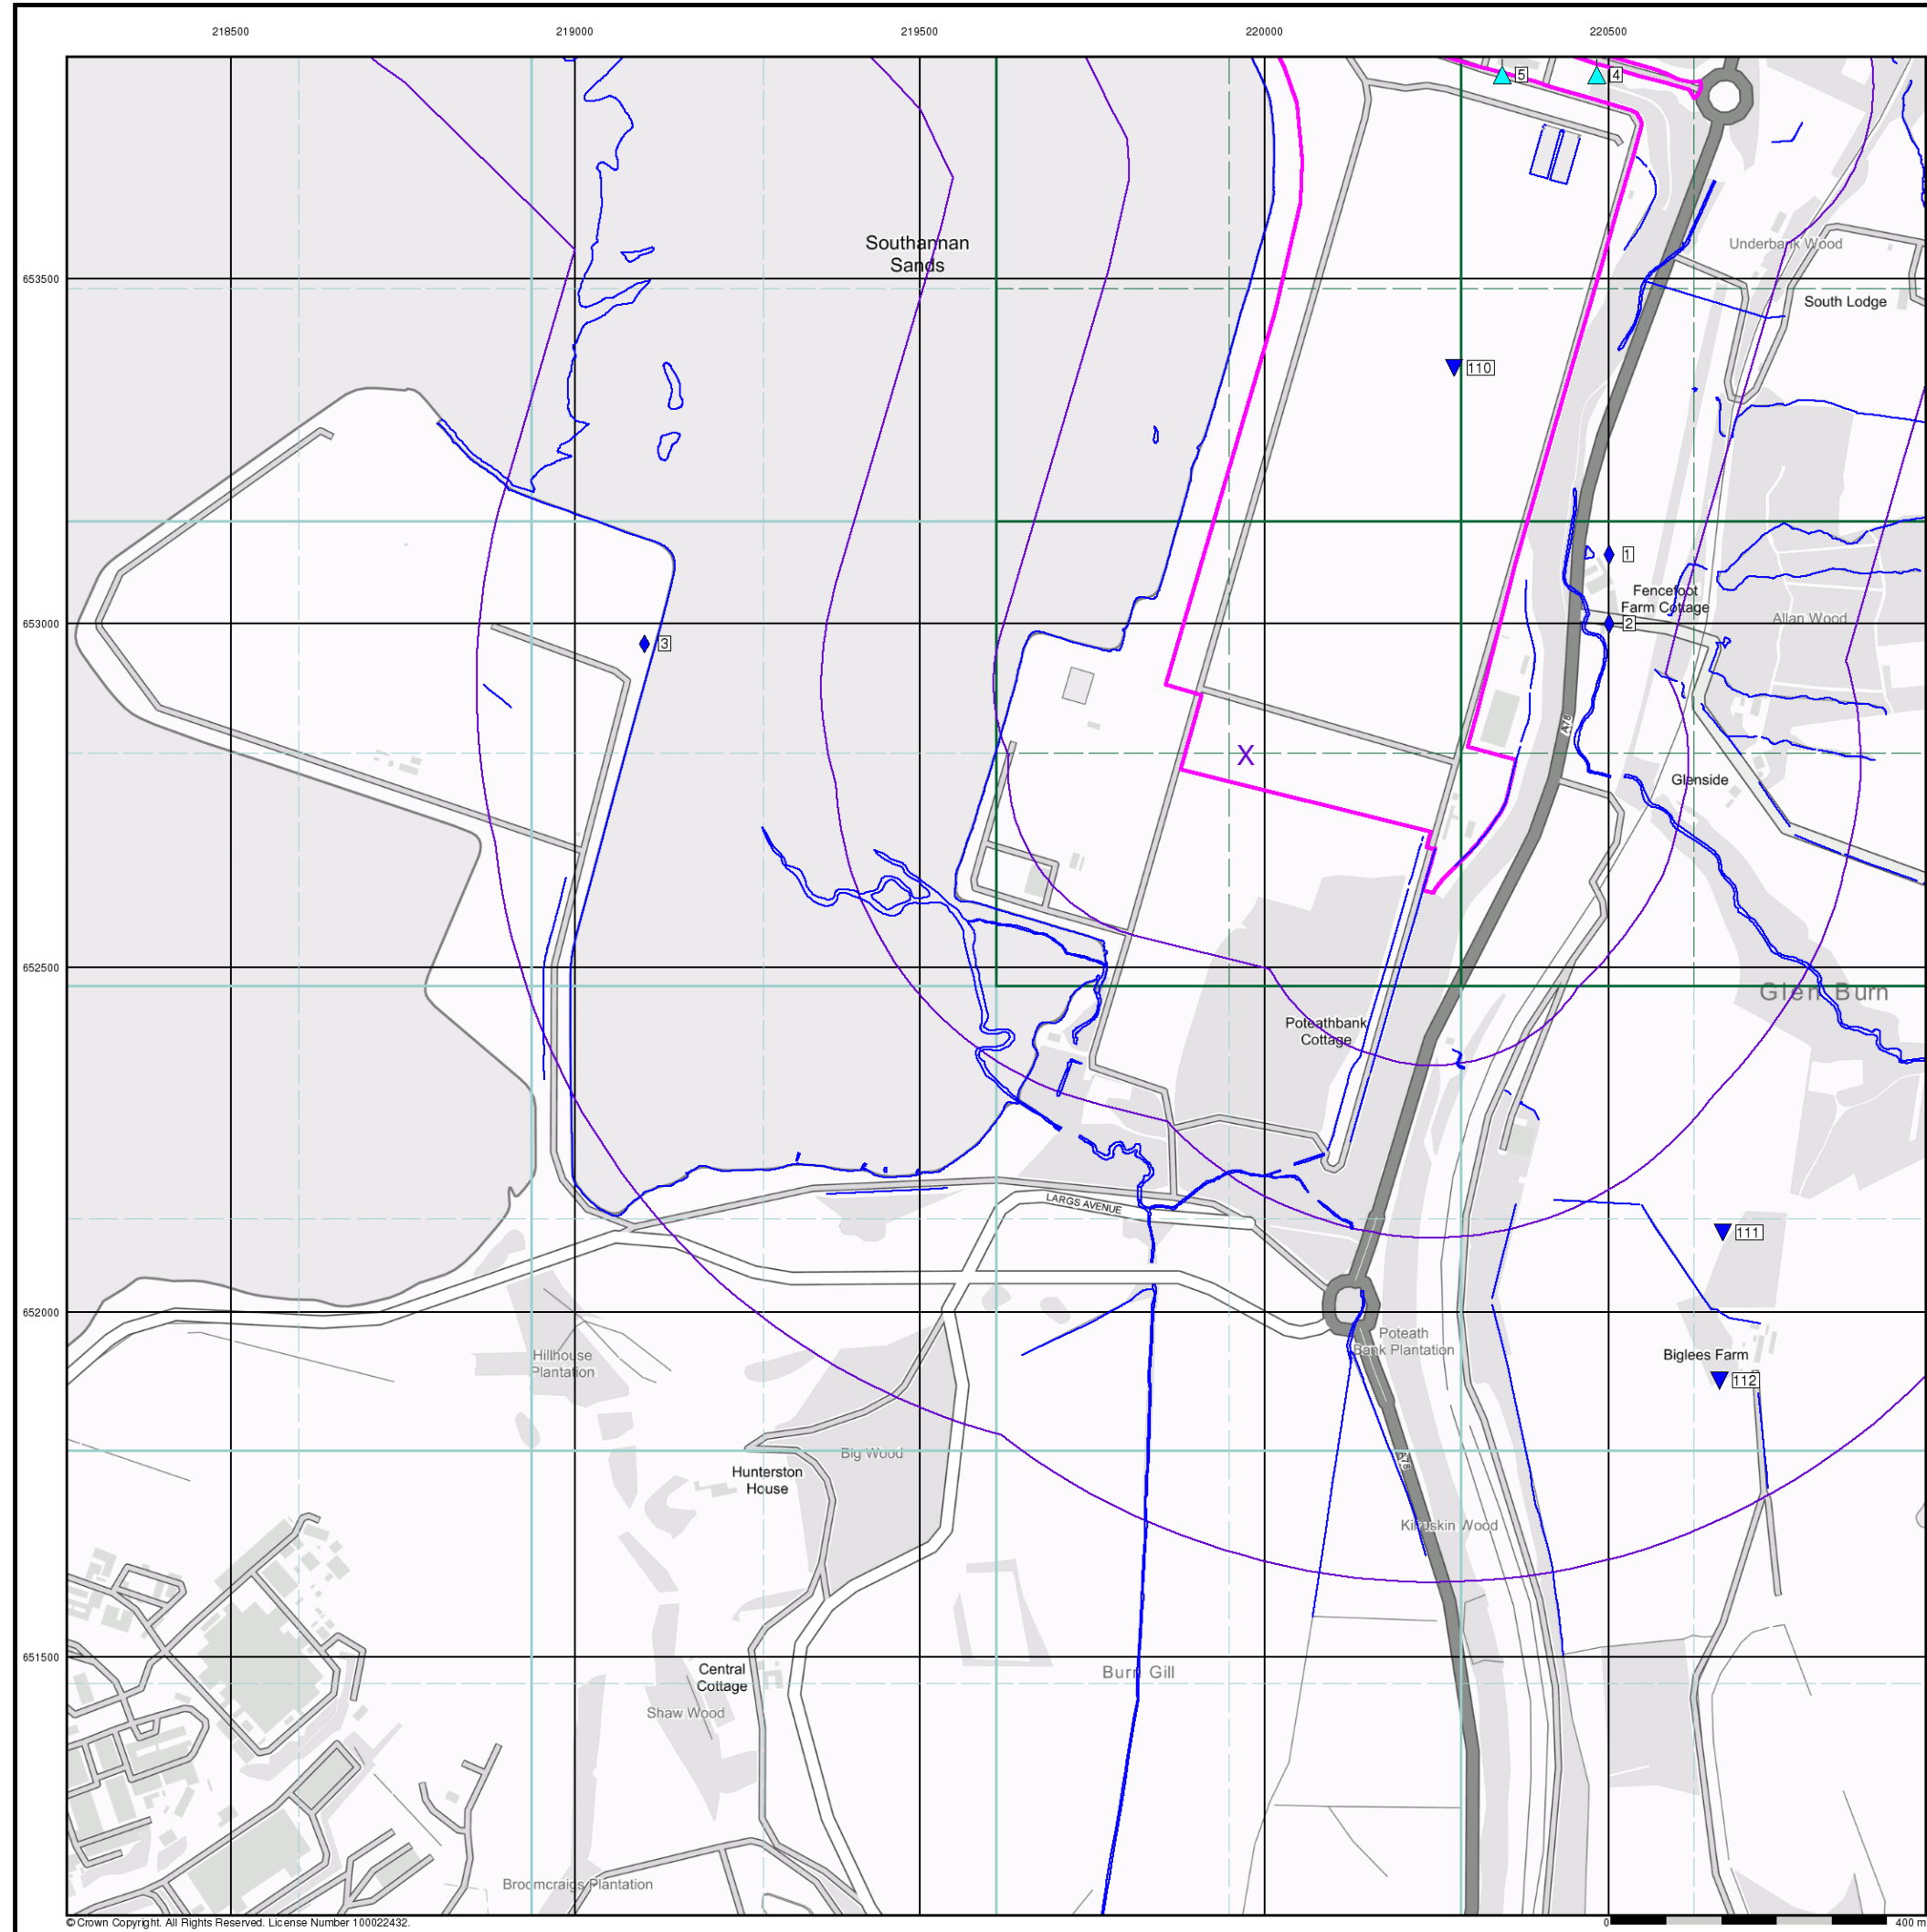 218500
219000
219500
220000
220500
5
4
Southannan
Sands
Underbank Wood
653500
South Lodge
110
1
Fencefoot
Farm Cottage
Allan Wood
653000
2
3
A78
X
Glenside
652500
Glen Burn
Poteathbank
Cottage
LARGS AVENUE
111
652000
Poteath
Bank Plantation
Hillhouse
Plantation
Biglees Farm
112
Big Wood
A78
Hunterston
House
Kilruskin Wood
651500
Central
Cottage
Burn Gill
Shaw Wood
Broomcraigs Plantation
© Crown Copyright. All Rights Reserved. License Number 100022432.
0
400 m